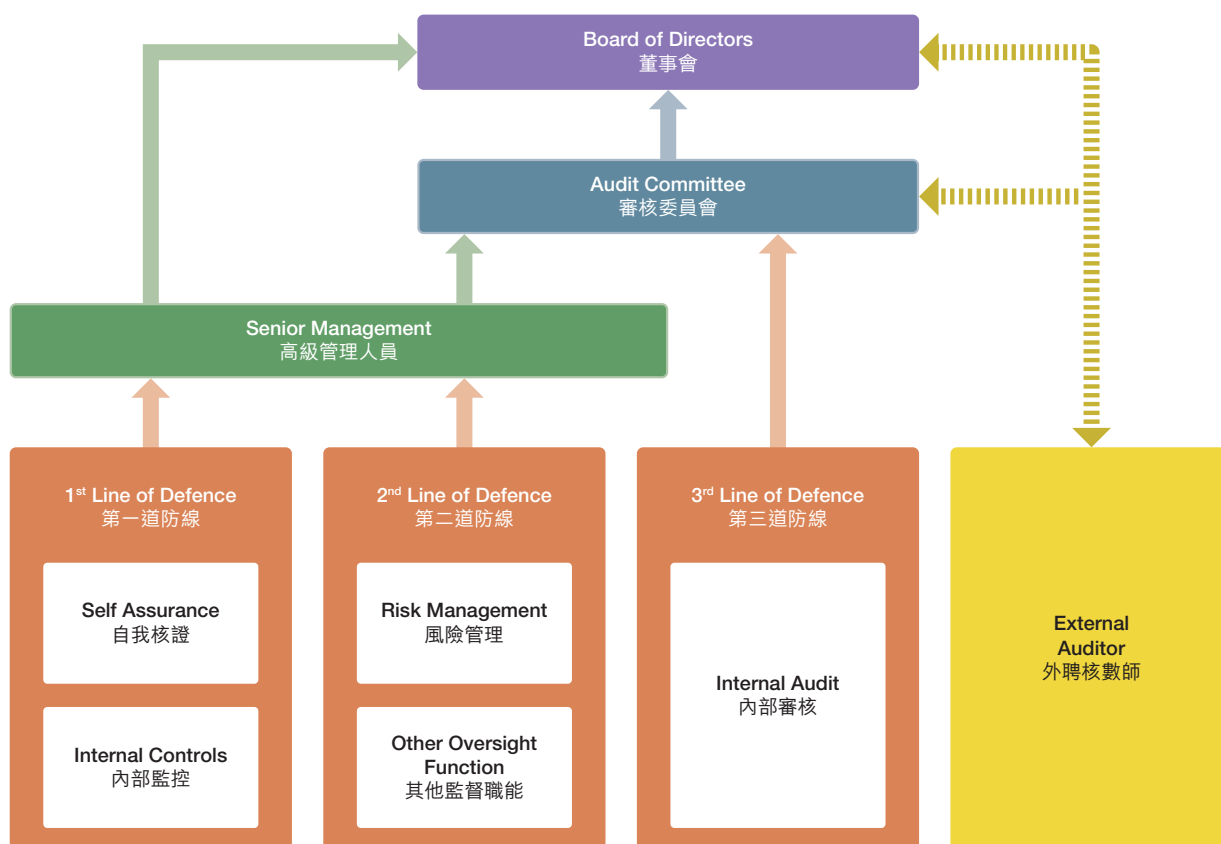 Board of Directors
董事會
Audit Committee
審核委員會
Senior Management
高級管理人員
1st Line of Defence
第一道防線
Self Assurance
自我核證
Internal Controls
內部監控
2nd Line of Defence
第二道防線
Risk Management
風險管理
Other Oversight
Function
其他監督職能
3rd Line of Defence
第三道防線
Internal Audit
內部審核
External
Auditor
外聘核數師